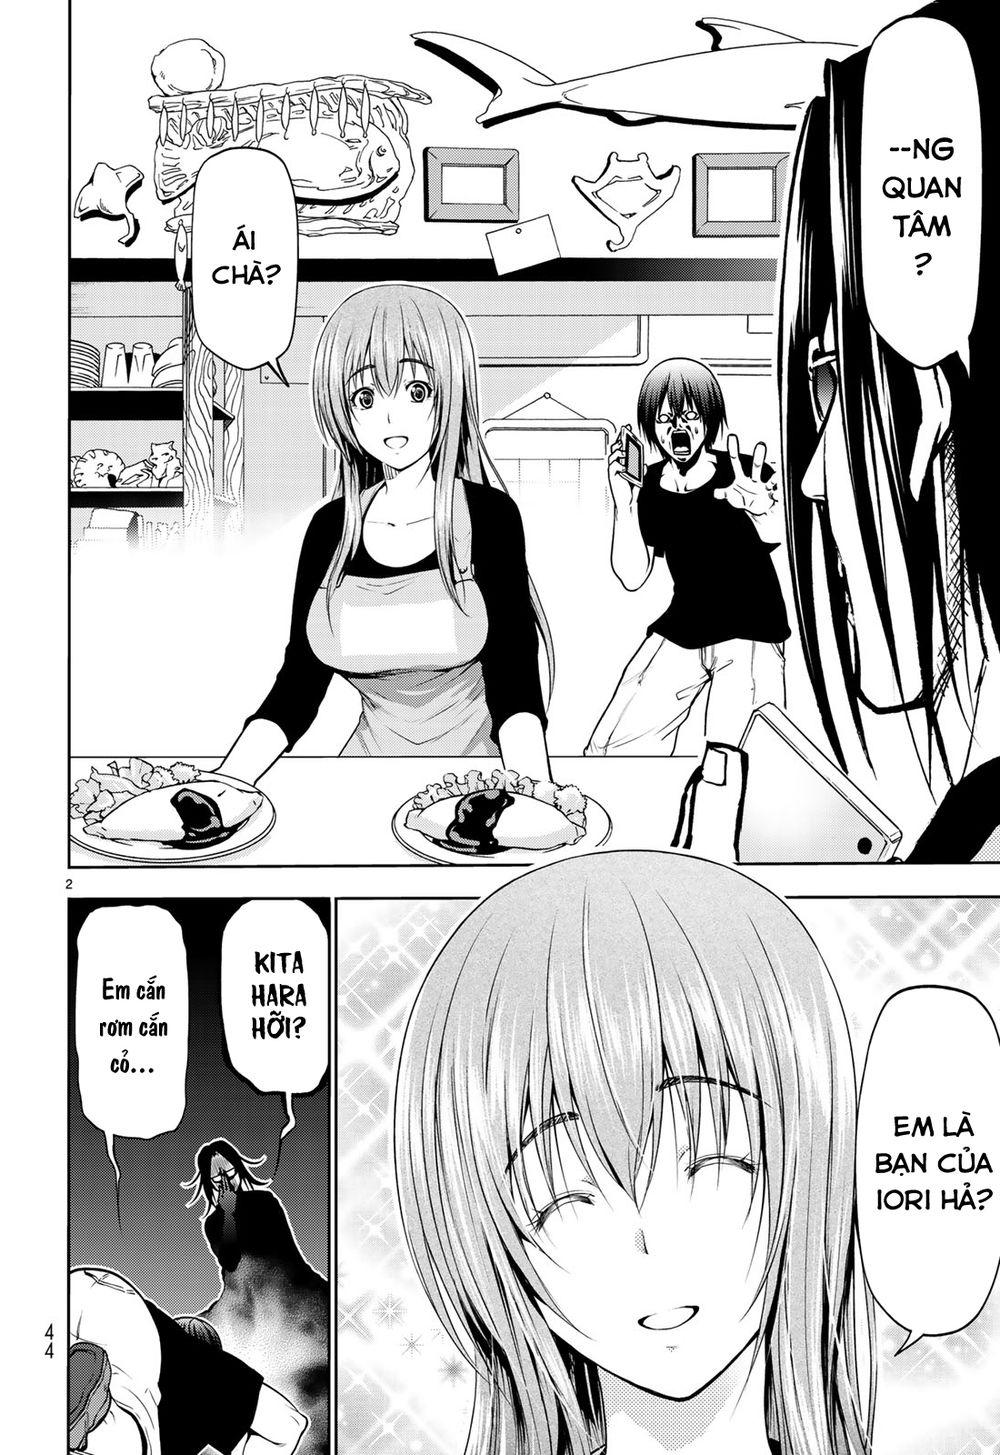 --NG
QUAN
TÂM
?
ÁI
CHÀ?
2
EM LÀ
BẠN CỦA
IORI HẢ?
KITA
HARA
HỠI?
Em cắn
rơm cắn
cỏ...
44